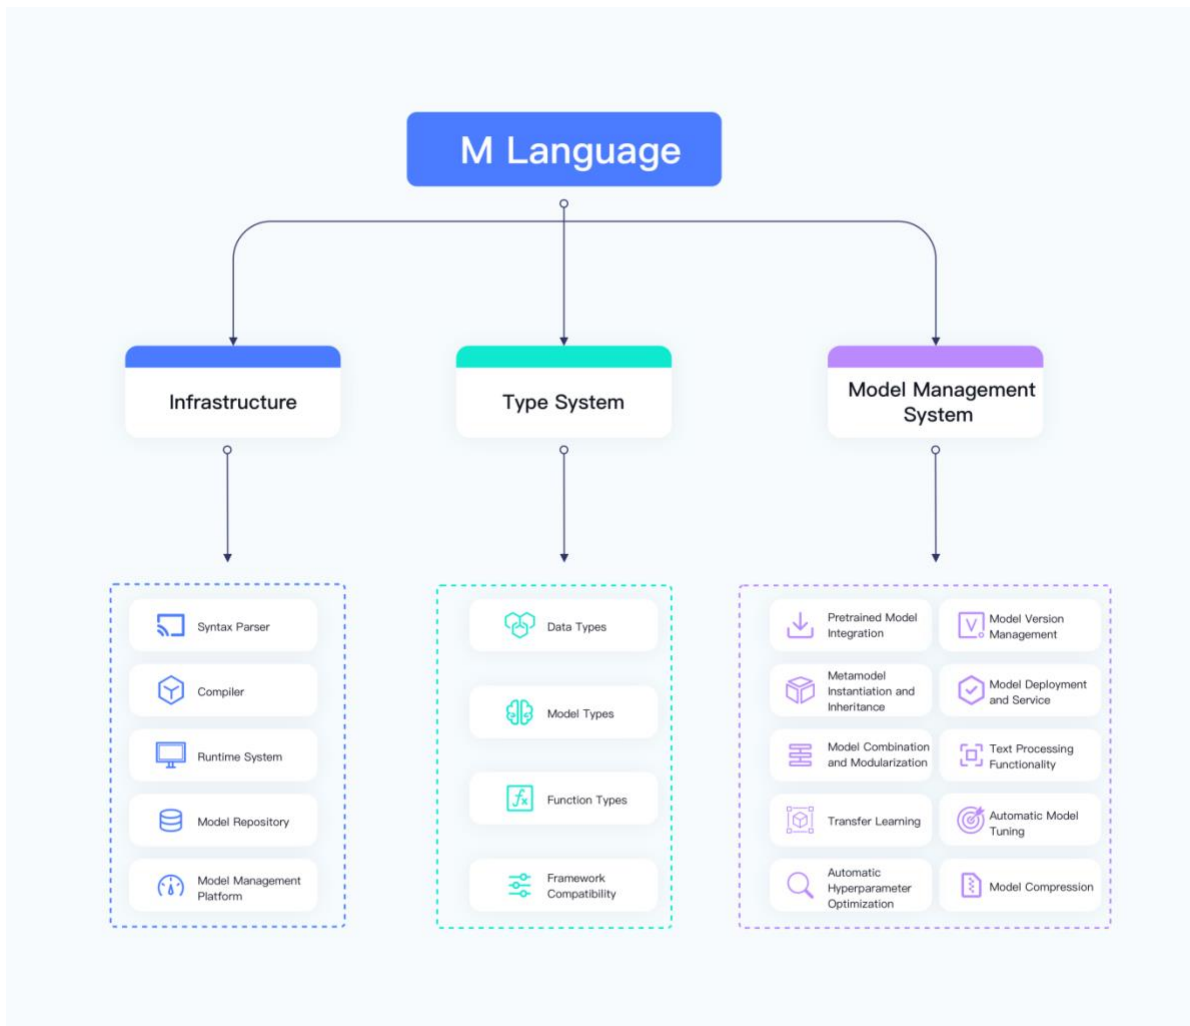 M Language
Infrastructure
Type System
Model Management
System
Syntax Parser
Compiler
Runtime System
Model Repository
Model Management
Platform
Data Types
Model Types
fx
Function Types
Framework
Compatibility
Pretrained Model
Integration
Metamodel
Instantiation and
Inheritance
Model Combination
and Modularization
Transfer Learning
Automatic
Hyperparameter
Optimization
V
Model Version
Management
Model Deployment
and Service
Text Processing
Functionality
Automatic Model
Tuning
Model Compression